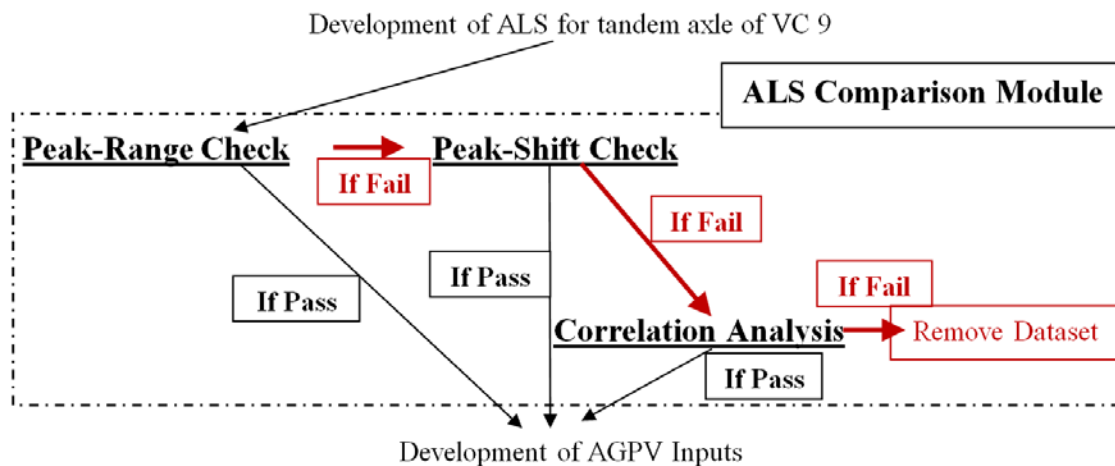 Development of ALS for tandem axle of VC 9
ALS Comparison Module
Peak-Range Check
If Fail
Peak-Shift Check
If Fail
If Pass
If Pass
If Fail
Correlation Analysis
Remove Dataset
If Pass
Development of AGPV Inputs